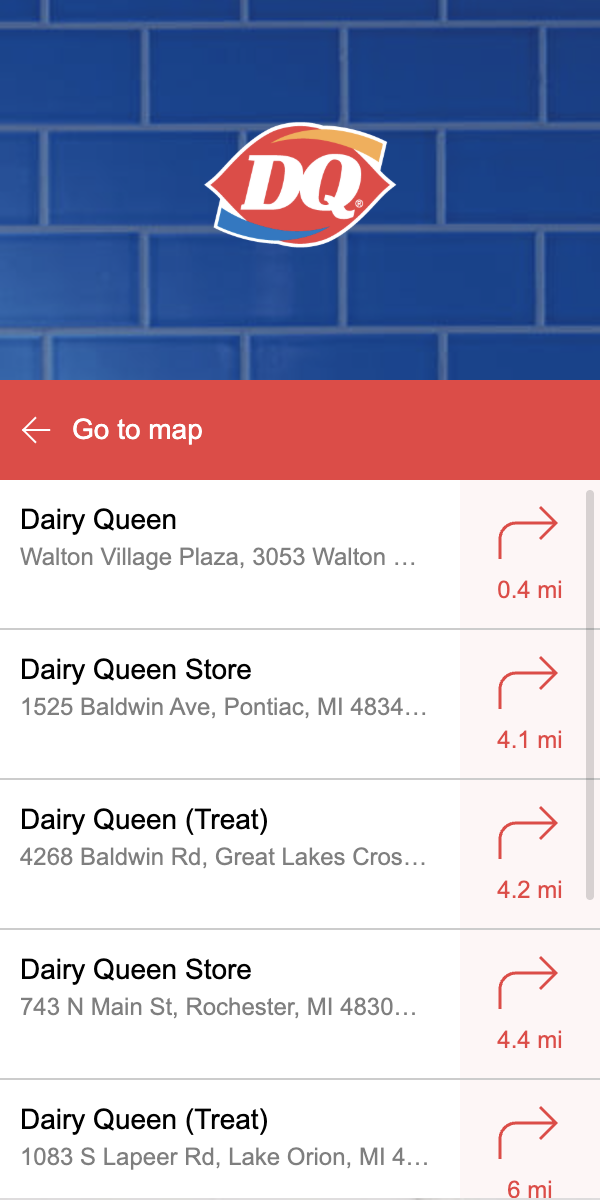 DQ®
Go to map
Dairy Queen
Walton Village Plaza, 3053 Walton …
0.4 mi
Dairy Queen Store
1525 Baldwin Ave, Pontiac, MI 4834…
4.1 mi
Dairy Queen (Treat)
4268 Baldwin Rd, Great Lakes Cros…
4.2 mi
Dairy Queen Store
743 N Main St, Rochester, MI 4830…
4.4 mi
Dairy Queen (Treat)
1083 S Lapeer Rd, Lake Orion, MI 4…
6 mi